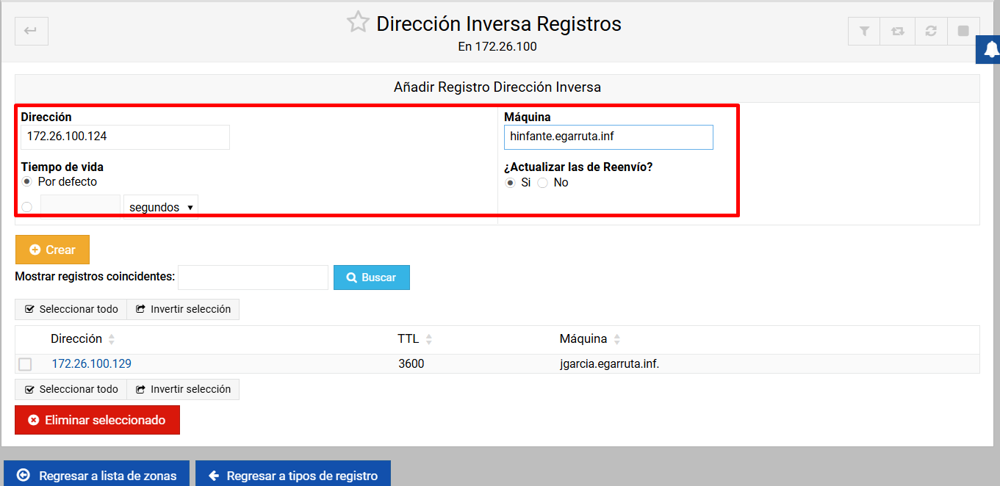 Dirección Inversa Registros
En 172.26.100
Añadir Registro Dirección Inversa
Dirección Máquina
172.26.100.124 hinfante.egarruta.inf
Tiempo de vida ¿Actualizar las de Reenvío?
Por defecto Si No
segundos
Crear
Mostrar registros coincidentes: Buscar
Seleccionar todo Invertir selección
Dirección TTL Máquina
172.26.100.129 3600 jgarcia.egarruta.inf.
Seleccionar todo Invertir selección
Eliminar seleccionado
Regresar a lista de zonas Regresar a tipos de registro